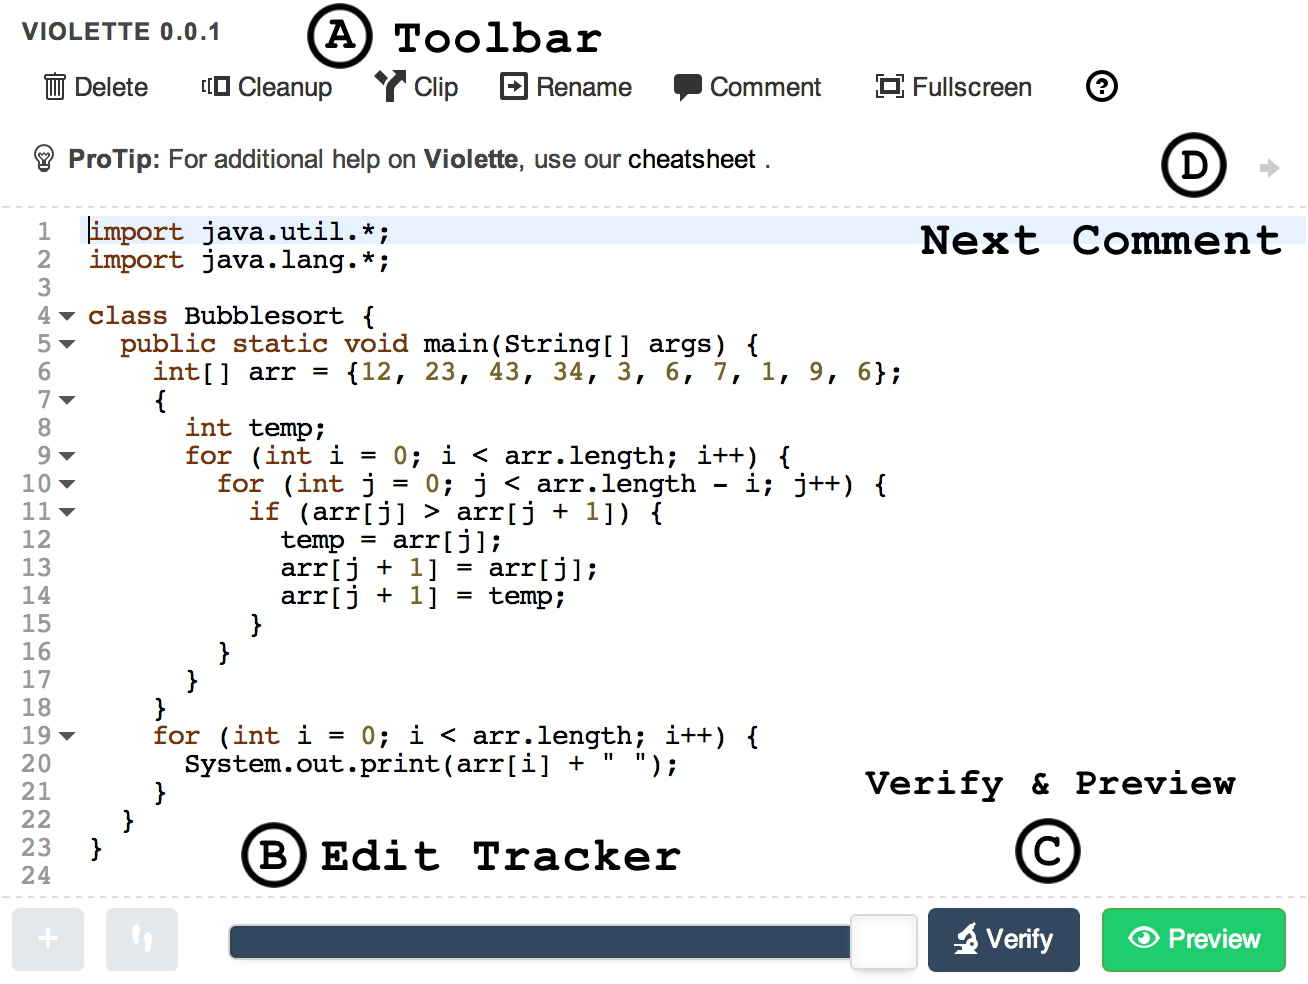 VIOLETTE 0.0.1
A Toolbar
Delete Cleanup Clip Rename Comment Fullscreen ?
ProTip: For additional help on Violette, use our cheatsheet .
D
Next Comment
1 import java.util.*;
2 import java.lang.*;
3
4 class Bubblesort {
5 public static void main(String[] args) {
6 int[] arr = {12, 23, 43, 34, 3, 6, 7, 1, 9, 6};
7 {
8 int temp;
9 for (int i = 0; i < arr.length; i++) {
10 for (int j = 0; j < arr.length - i; j++) {
11 if (arr[j] > arr[j + 1]) {
12 temp = arr[j];
13 arr[j + 1] = arr[j];
14 arr[j + 1] = temp;
15 }
16 }
17 }
18 }
19 for (int i = 0; i < arr.length; i++) {
20 System.out.print(arr[i] + " ");
21 }
22 }
23 }
24
Verify & Preview
B Edit Tracker
C
+ Verify Preview